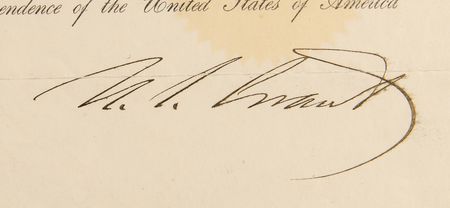 endence of the United States of America
U. S. Grant